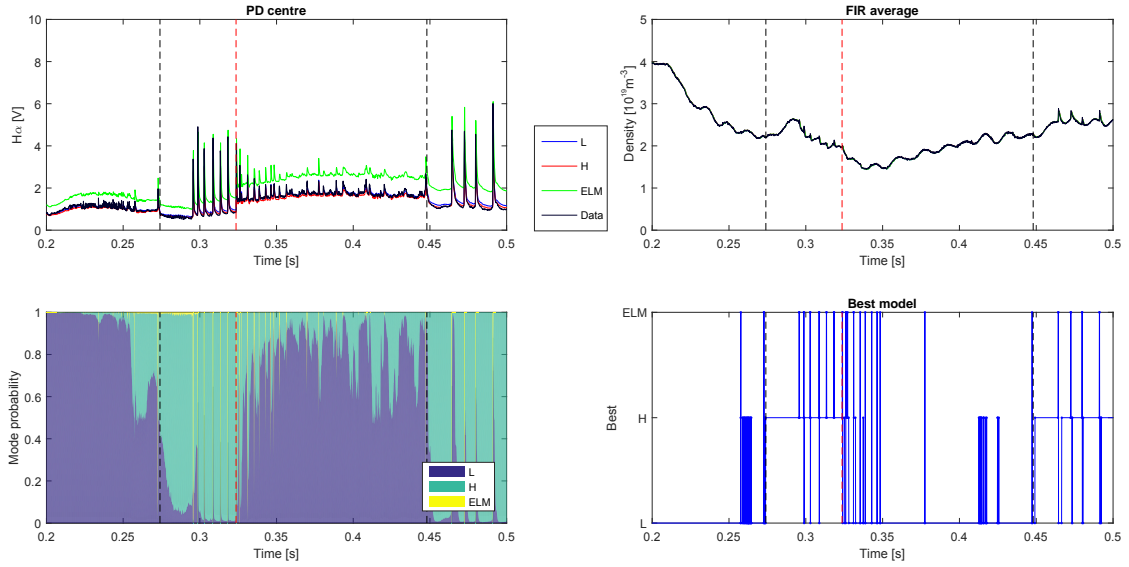 PD centre
10
8
6
4
2
0
Hα [V]
0.2 0.25 0.3 0.35 0.4 0.45 0.5
Time [s]
L
H
ELM
Data
FIR average
5
4
3
2
1
0
Density [10¹⁹m⁻³]
0.2 0.25 0.3 0.35 0.4 0.45 0.5
Time [s]
1
0.8
0.6
0.4
0.2
0
Mode probability
0.2 0.25 0.3 0.35 0.4 0.45 0.5
Time [s]
L
H
ELM
Best model
ELM
H
L
Best
0.2 0.25 0.3 0.35 0.4 0.45 0.5
Time [s]